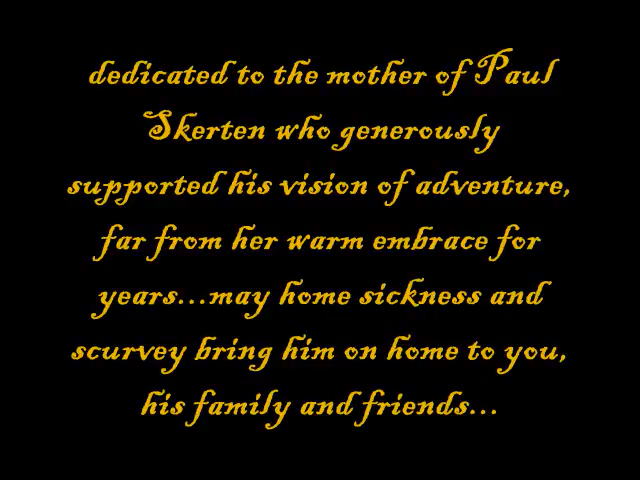 dedicated to the mother of Paul
Skerten who generously
supported his vision of adventure,
far from her warm embrace for
years...may home sickness and
scurvey bring him on home to you,
his family and friends...